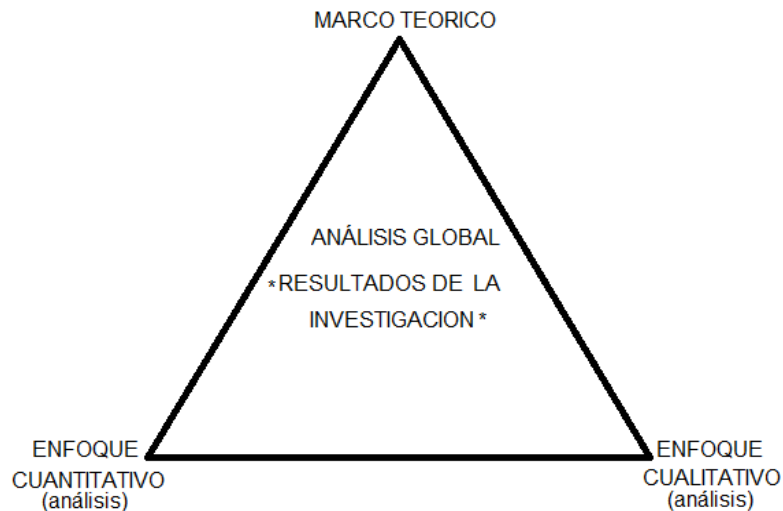 MARCO TEORICO
ANÁLISIS GLOBAL
*RESULTADOS DE LA
INVESTIGACION*
ENFOQUE
CUANTITATIVO
(análisis)
ENFOQUE
CUALITATIVO
(análisis)